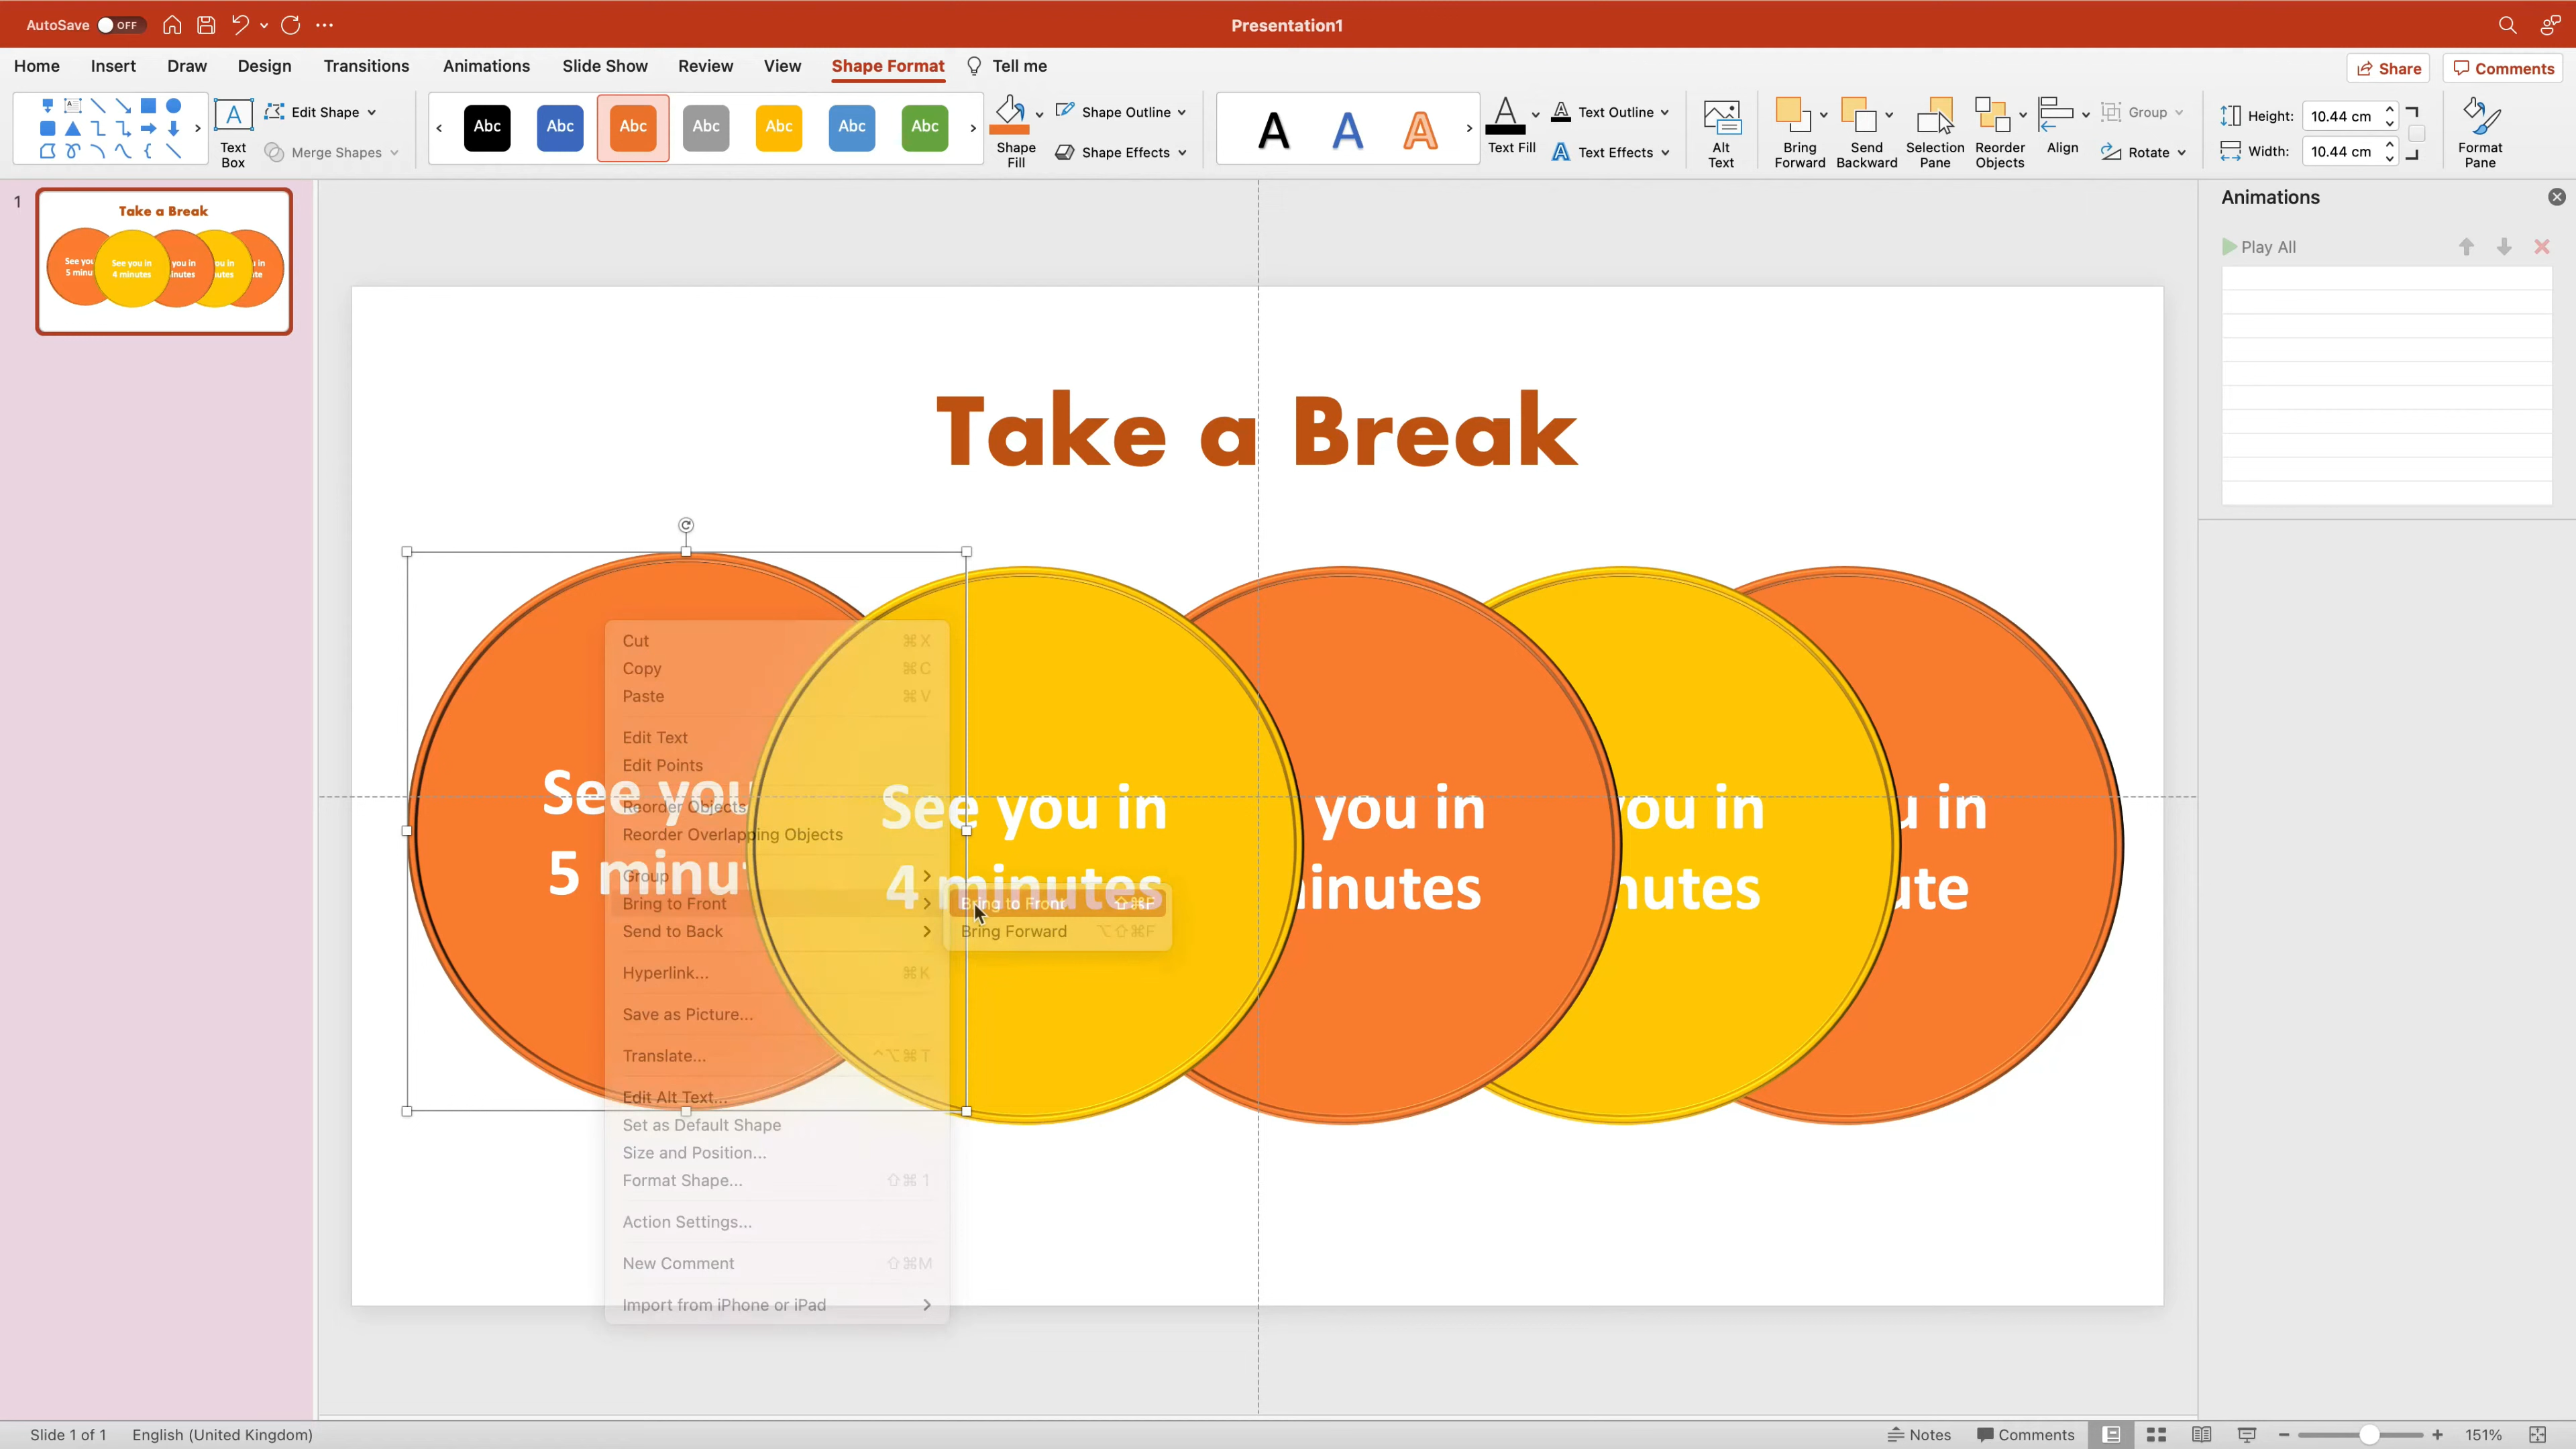 AutoSave OFF
Presentation1
Home Insert Draw Design Transitions Animations Slide Show Review View Shape Format Tell me
Share Comments
Text Box
Edit Shape
Merge Shapes
Abc Abc Abc Abc Abc Abc Abc
Shape Fill
Shape Outline
Shape Effects
A A A
Text Fill
Text Outline
Text Effects
Alt Text
Bring Forward
Send Backward
Selection Pane
Reorder Objects
Align
Group
Rotate
Height: 10.44 cm
Width: 10.44 cm
Format Pane
1
Take a Break
See you in
4 minutes
Animations
Play All
Take a Break
See you
5 minu
See you in
4 minutes
you in
inutes
ou in
nutes
u in
ute
Cut ⌘X
Copy ⌘C
Paste ⌘V
Edit Text
Edit Points
Reorder Objects
Reorder Overlapping Objects
Group
Bring to Front
Send to Back
Bring to Front ⇧⌘F
Bring Forward ⌥⇧⌘F
Hyperlink... ⌘K
Save as Picture...
Translate... ^⌥⌘T
Edit Alt Text...
Set as Default Shape
Size and Position...
Format Shape... ⇧⌘1
Action Settings...
New Comment ⇧⌘M
Import from iPhone or iPad
Slide 1 of 1 English (United Kingdom)
Notes Comments 151%